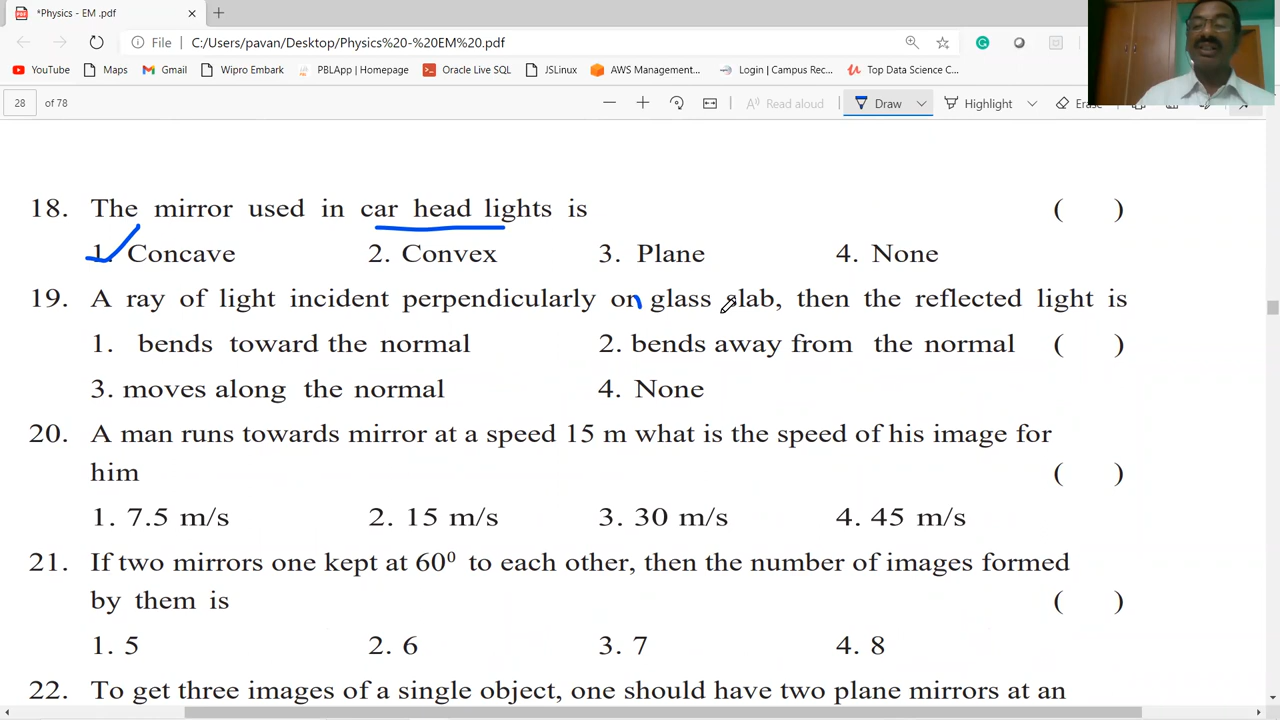 *Physics - EM .pdf
File C:/Users/pavan/Desktop/Physics%20-%20EM%20.pdf
YouTube Maps Gmail Wipro Embark PBLApp | Homepage Oracle Live SQL JSLinux AWS Management... Login | Campus Rec... Top Data Science C...
28 of 78 Read aloud Draw Highlight
18. The mirror used in car head lights is ( )
1. Concave 2. Convex 3. Plane 4. None
19. A ray of light incident perpendicularly on glass slab, then the reflected light is
1. bends toward the normal 2. bends away from the normal ( )
3. moves along the normal 4. None
20. A man runs towards mirror at a speed 15 m what is the speed of his image for
him ( )
1. 7.5 m/s 2. 15 m/s 3. 30 m/s 4. 45 m/s
21. If two mirrors one kept at 60⁰ to each other, then the number of images formed
by them is ( )
1. 5 2. 6 3. 7 4. 8
22. To get three images of a single object, one should have two plane mirrors at an